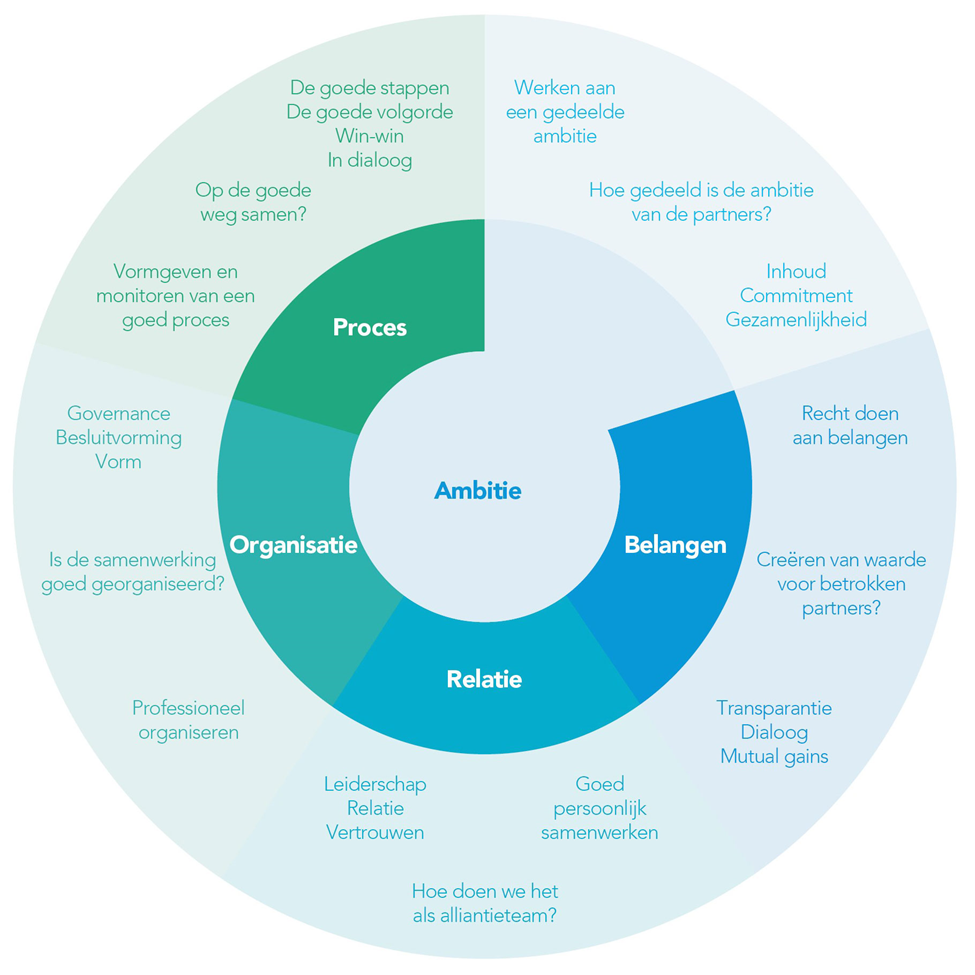 De goede stappen
De goede volgorde
Win-win
In dialoog
Op de goede
weg samen?
Vormgeven en
monitoren van een
goed proces
Proces
Werken aan
een gedeelde
ambitie
Hoe gedeeld is de ambitie
van de partners?
Inhoud
Commitment
Gezamenlijkheid
Ambitie
Recht doen
aan belangen
Creëren van waarde
voor betrokken
partners?
Transparantie
Dialoog
Mutual gains
Belangen
Governance
Besluitvorming
Vorm
Is de samenwerking
goed georganiseerd?
Professioneel
organiseren
Organisatie
Relatie
Leiderschap
Relatie
Vertrouwen
Goed
persoonlijk
samenwerken
Hoe doen we het
als alliantieteam?